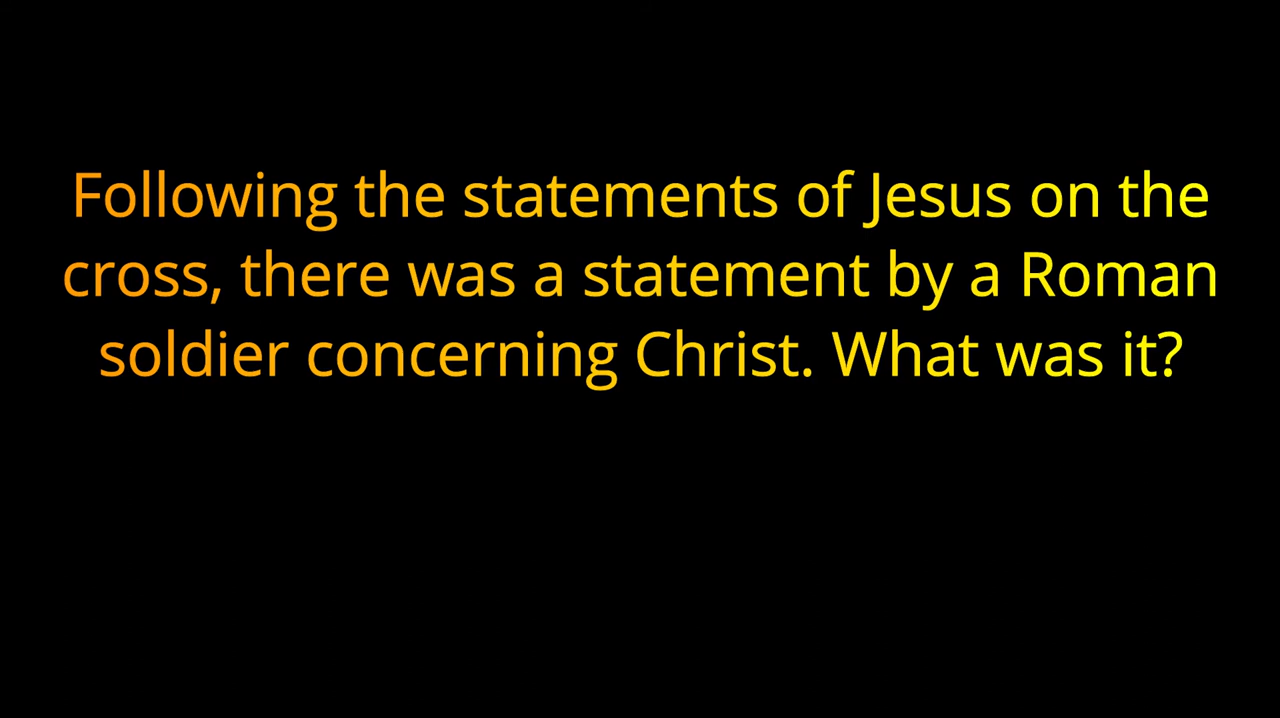 Following the statements of Jesus on the
cross, there was a statement by a Roman
soldier concerning Christ. What was it?